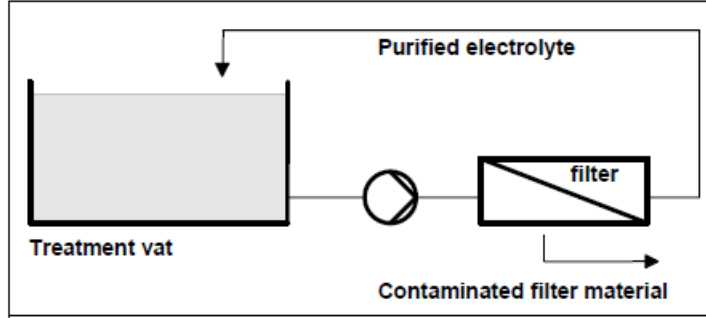 Purified electrolyte
filter
Treatment vat
Contaminated filter material